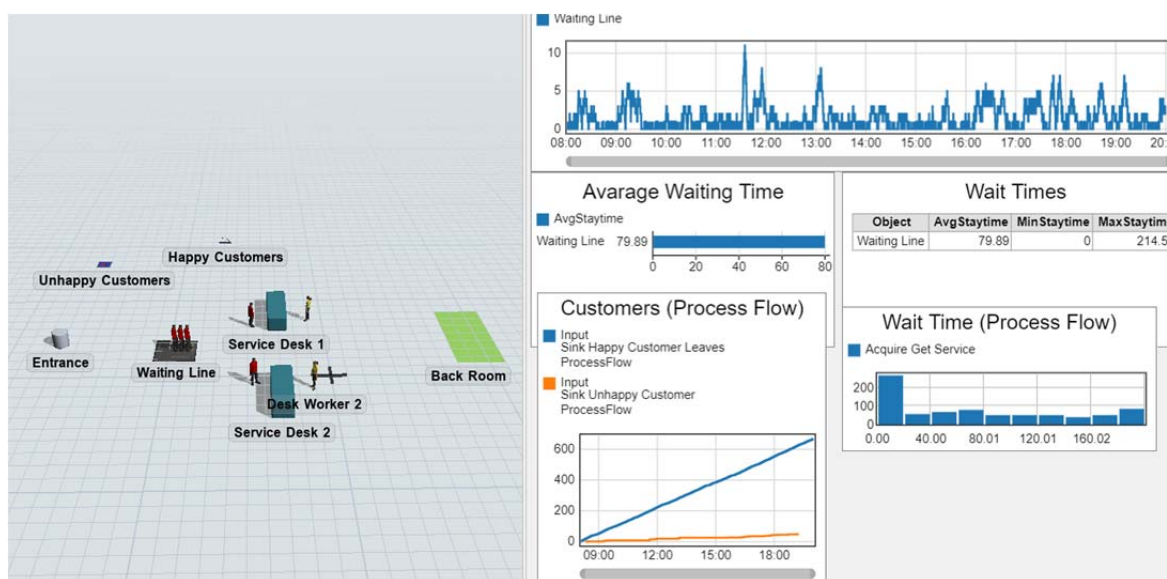 Happy Customers
Unhappy Customers
Service Desk 1
Entrance
Waiting Line
Back Room
Desk Worker 2
Service Desk 2
Waiting Line
10
5
0
08:00 09:00 10:00 11:00 12:00 13:00 14:00 15:00 16:00 17:00 18:00 19:00 20:
Avarage Waiting Time
AvgStaytime
Waiting Line 79.89
0 20 40 60 80
Wait Times
Object AvgStaytime MinStaytime MaxStaytim
Waiting Line 79.89 0 214.5
Customers (Process Flow)
Input
Sink Happy Customer Leaves
ProcessFlow
Input
Sink Unhappy Customer
ProcessFlow
600
400
200
0
09:00 12:00 15:00 18:00
Wait Time (Process Flow)
Acquire Get Service
200
100
0
0.00 40.00 80.01 120.01 160.02